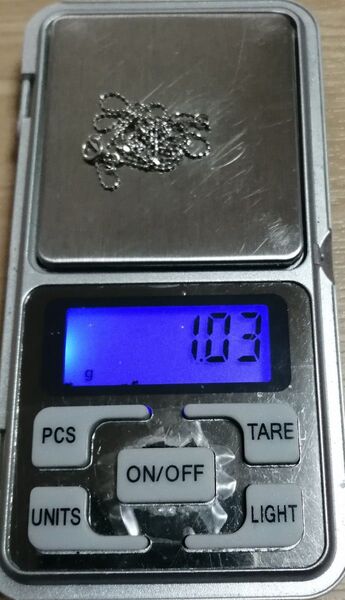 1.03
g
PCS
TARE
ON/OFF
UNITS
LIGHT